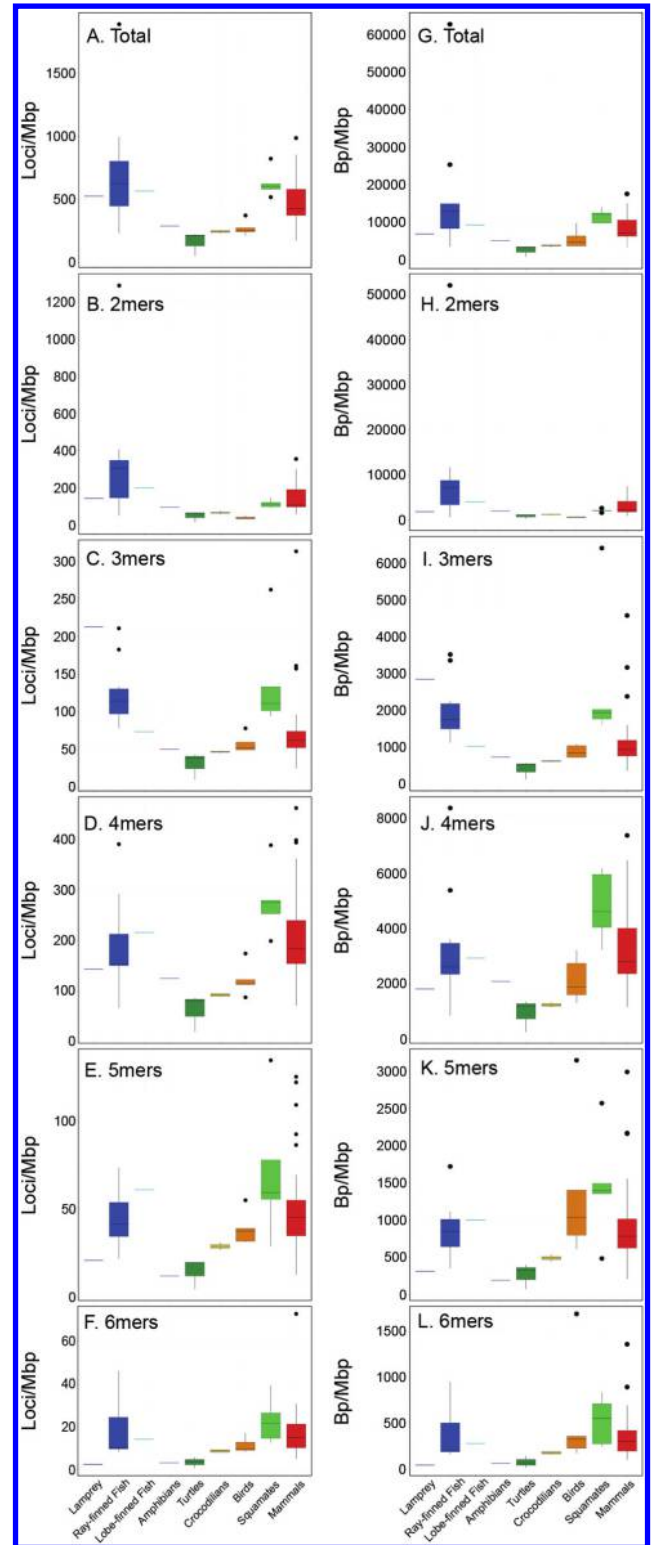 A. Total
Loci/Mbp
1500
1000
500
0
G. Total
Bp/Mbp
60000
50000
40000
30000
20000
10000
0
B. 2mers
Loci/Mbp
1200
1000
800
600
400
200
0
H. 2mers
Bp/Mbp
50000
40000
30000
20000
10000
0
C. 3mers
Loci/Mbp
300
250
200
150
100
50
0
I. 3mers
Bp/Mbp
6000
5000
4000
3000
2000
1000
0
D. 4mers
Loci/Mbp
400
300
200
100
0
J. 4mers
Bp/Mbp
8000
6000
4000
2000
0
E. 5mers
Loci/Mbp
100
50
0
K. 5mers
Bp/Mbp
3000
2500
2000
1500
1000
500
0
F. 6mers
Loci/Mbp
60
40
20
0
L. 6mers
Bp/Mbp
1500
1000
500
0
Lamprey
Ray-finned Fish
Lobe-finned Fish
Amphibians
Turtles
Crocodilians
Birds
Squamates
Mammals
Lamprey
Ray-finned Fish
Lobe-finned Fish
Amphibians
Turtles
Crocodilians
Birds
Squamates
Mammals